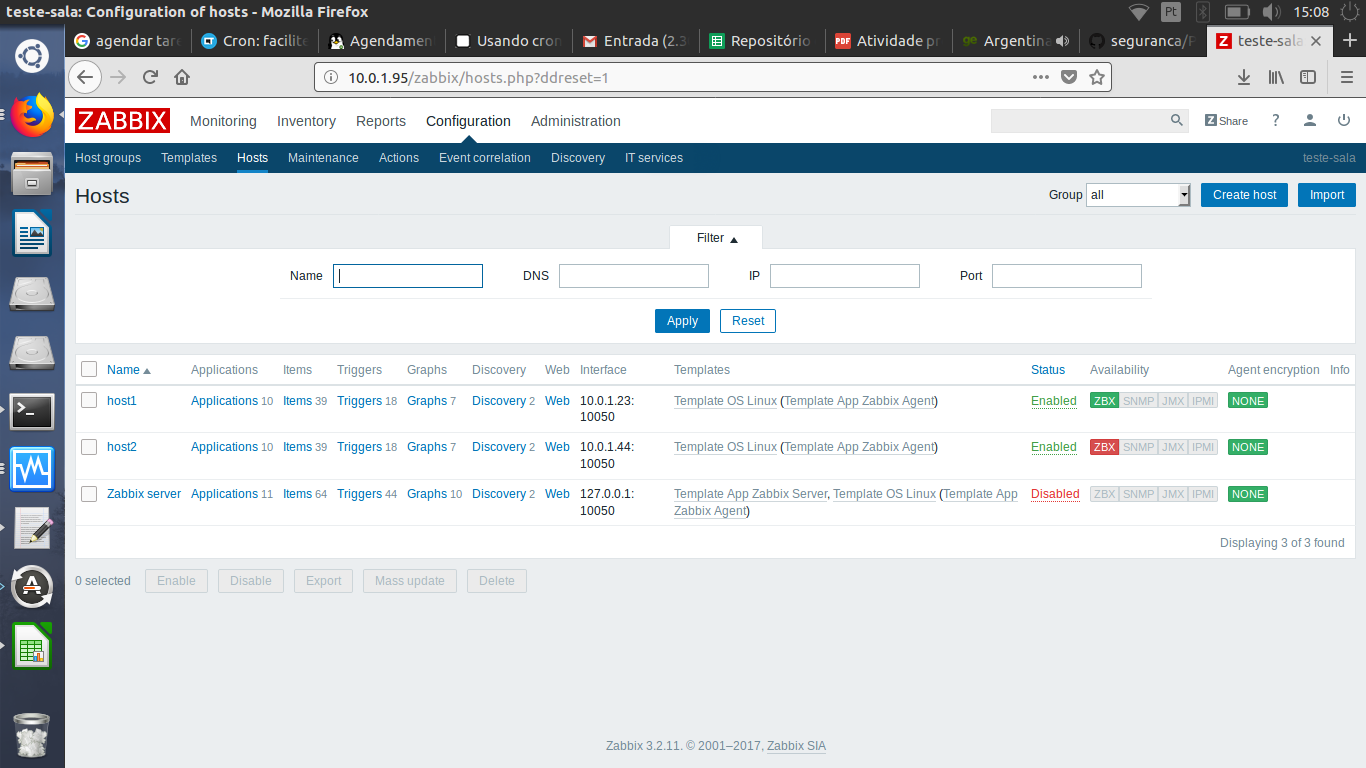 teste-sala: Configuration of hosts - Mozilla Firefox
Pt
15:08
agendar tar
Cron: facilite
Agendamen
Usando cron
Entrada (2.3
Repositório
Atividade pr
Argentina
seguranca/P
teste-sala
10.0.1.95/zabbix/hosts.php?ddreset=1
ZABBIX Monitoring Inventory Reports Configuration Administration Z Share ?
Host groups Templates Hosts Maintenance Actions Event correlation Discovery IT services teste-sala
Hosts Group all Create host Import
Filter
Name DNS IP Port
Apply Reset
Name Applications Items Triggers Graphs Discovery Web Interface Templates Status Availability Agent encryption Info
host1 Applications 10 Items 39 Triggers 18 Graphs 7 Discovery 2 Web 10.0.1.23: Template OS Linux (Template App Zabbix Agent) Enabled ZBX SNMP JMX IPMI NONE
10050
host2 Applications 10 Items 39 Triggers 18 Graphs 7 Discovery 2 Web 10.0.1.44: Template OS Linux (Template App Zabbix Agent) Enabled ZBX SNMP JMX IPMI NONE
10050
Zabbix server Applications 11 Items 64 Triggers 44 Graphs 10 Discovery 2 Web 127.0.0.1: Template App Zabbix Server, Template OS Linux (Template App Disabled ZBX SNMP JMX IPMI NONE
10050 Zabbix Agent)
Displaying 3 of 3 found
0 selected Enable Disable Export Mass update Delete
Zabbix 3.2.11. © 2001–2017, Zabbix SIA